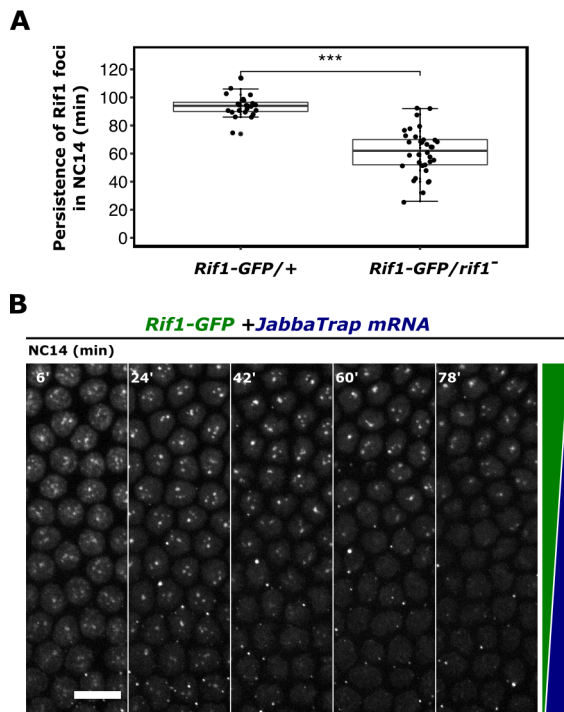 A
Persistence of Rif1 foci
in NC14 (min)
120
100
80
60
40
20
0
***
Rif1-GFP/+
Rif1-GFP/rif1⁻
B
Rif1-GFP +JabbaTrap mRNA
NC14 (min)
6' 24' 42' 60' 78'